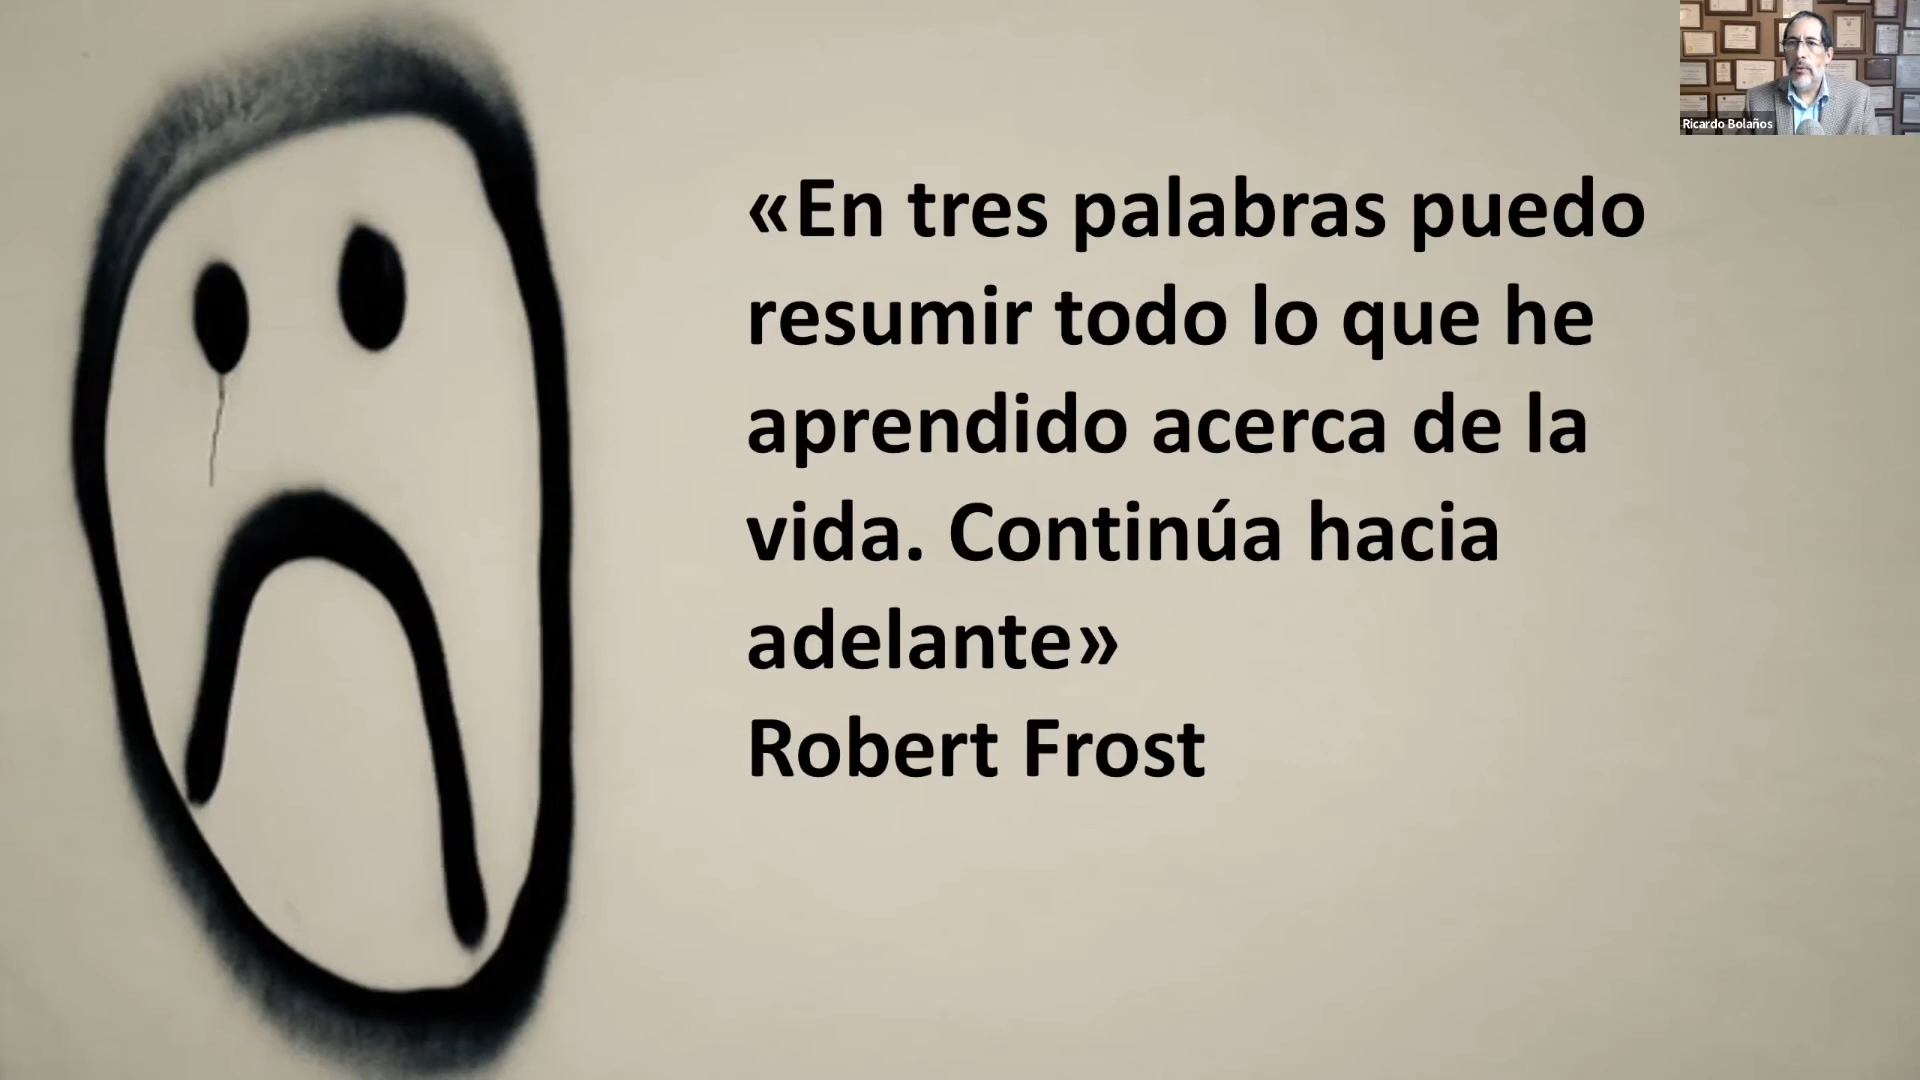 Ricardo Bolaños
«En tres palabras puedo
resumir todo lo que he
aprendido acerca de la
vida. Continúa hacia
adelante»
Robert Frost